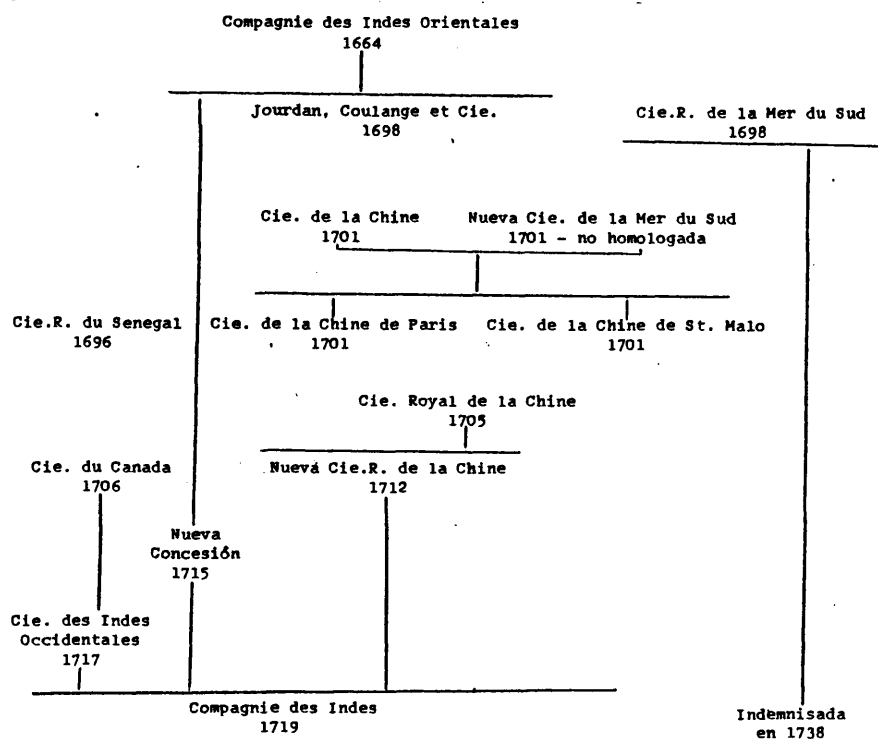 Compagnie des Indes Orientales
1664
Jourdan, Coulange et Cie.
1698
Cie.R. de la Mer du Sud
1698
Cie. de la Chine
1701
Nueva Cie. de la Mer du Sud
1701 - no homologada
Cie.R. du Senegal
1696
Cie. de la Chine de Paris
1701
Cie. de la Chine de St. Malo
1701
Cie. Royal de la Chine
1705
Cie. du Canada
1706
Nueva Cie.R. de la Chine
1712
Nueva
Concesión
1715
Cie. des Indes
Occidentales
1717
Compagnie des Indes
1719
Indemnisada
en 1738